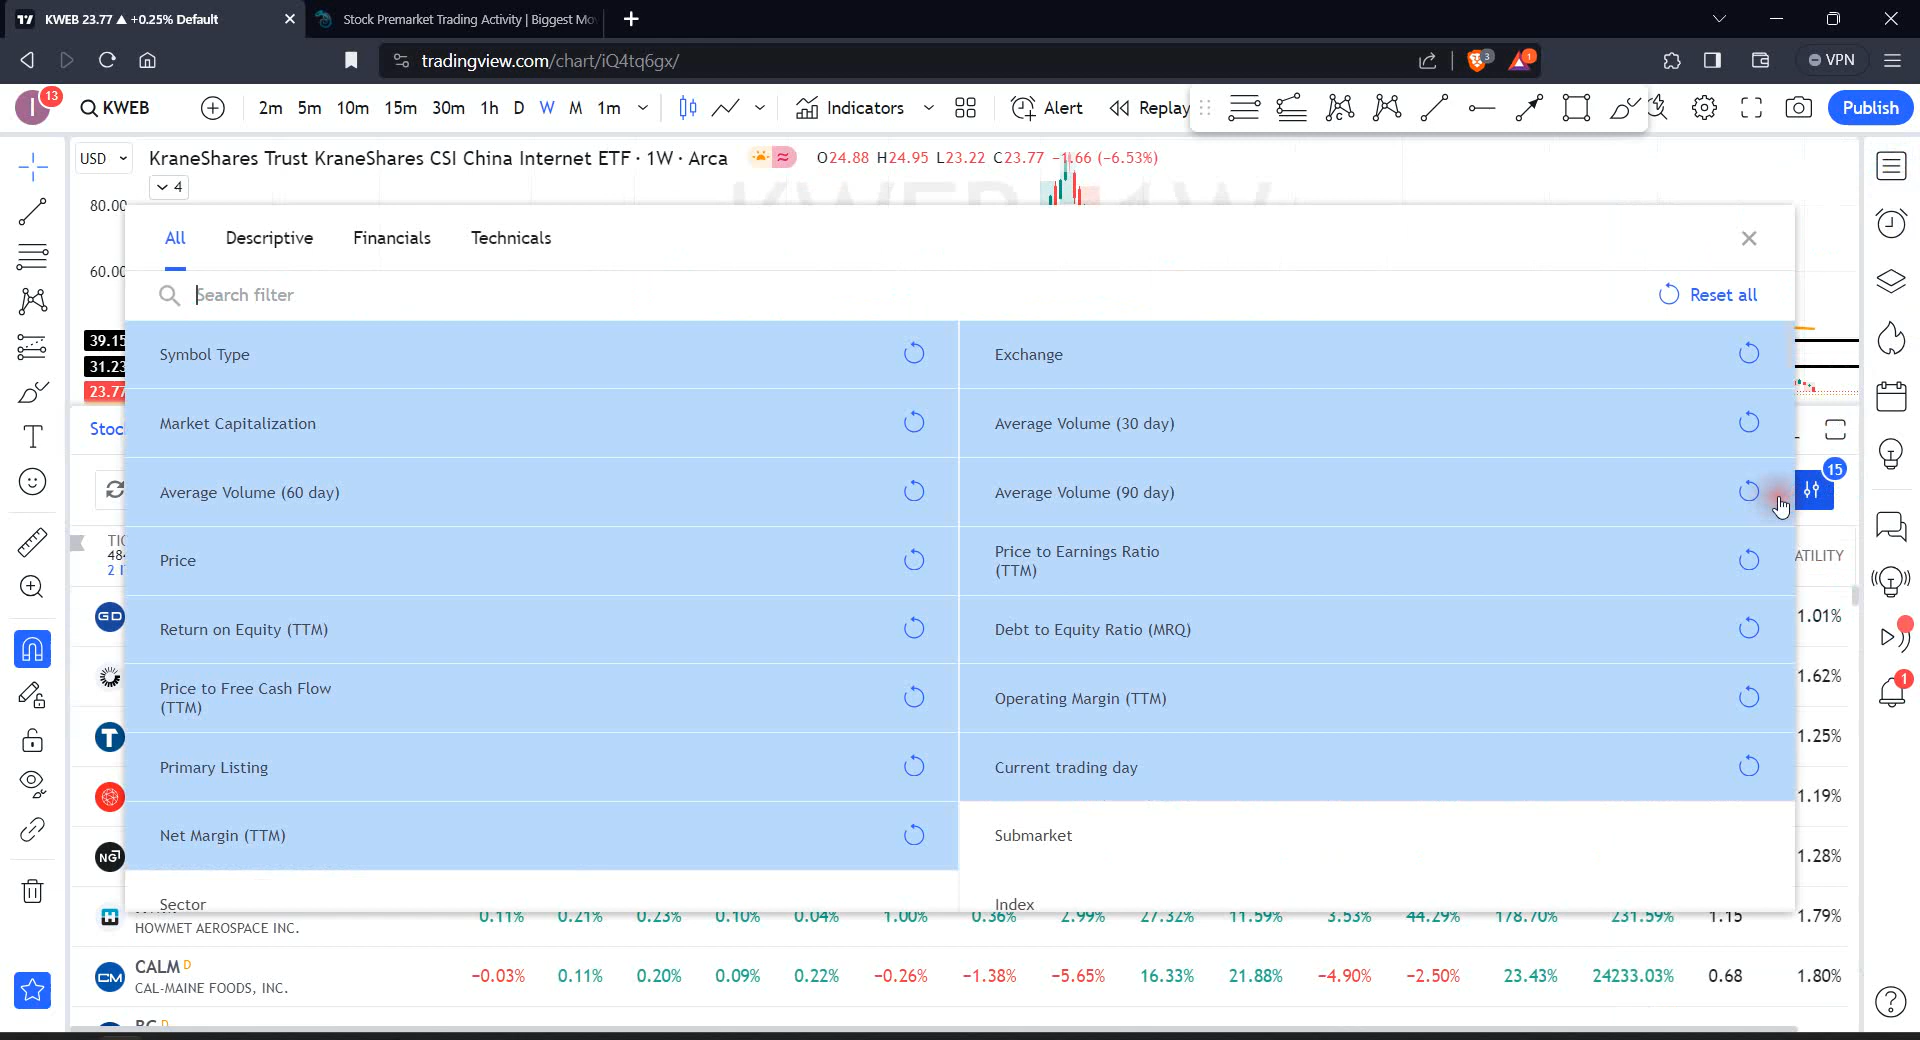 KWEB 23.77 ▲ +0.25% Default
Stock Premarket Trading Activity | Biggest Mo
tradingview.com/chart/iQ4tq6gx/
3
1
VPN
I
13
KWEB
2m 5m 10m 15m 30m 1h D W M 1m
Indicators
Alert
Replay
Publish
USD
KraneShares Trust KraneShares CSI China Internet ETF · 1W · Arca
O24.88 H24.95 L23.22 C23.77 −1.66 (−6.53%)
4
80.00
60.00
39.15
31.23
23.77
All
Descriptive
Financials
Technicals
Search filter
Reset all
Symbol Type
Exchange
Market Capitalization
Average Volume (30 day)
Average Volume (60 day)
Average Volume (90 day)
15
Price
Price to Earnings Ratio
(TTM)
ATILITY
Return on Equity (TTM)
Debt to Equity Ratio (MRQ)
1.01%
Price to Free Cash Flow
(TTM)
Operating Margin (TTM)
1.62%
1.25%
Primary Listing
Current trading day
1.19%
Net Margin (TTM)
Submarket
1.28%
Sector
Index
GD
T
NG
H
HOWMET AEROSPACE INC.
0.11% 0.21% 0.23% 0.10% 0.04% 1.00% 0.36% 2.99% 27.32% 11.59% 3.53% 44.29% 178.70% 231.59% 1.15 1.79%
CM
CALM D
CAL-MAINE FOODS, INC.
−0.03% 0.11% 0.20% 0.09% 0.22% −0.26% −1.38% −5.65% 16.33% 21.88% −4.90% −2.50% 23.43% 24233.03% 0.68 1.80%
1